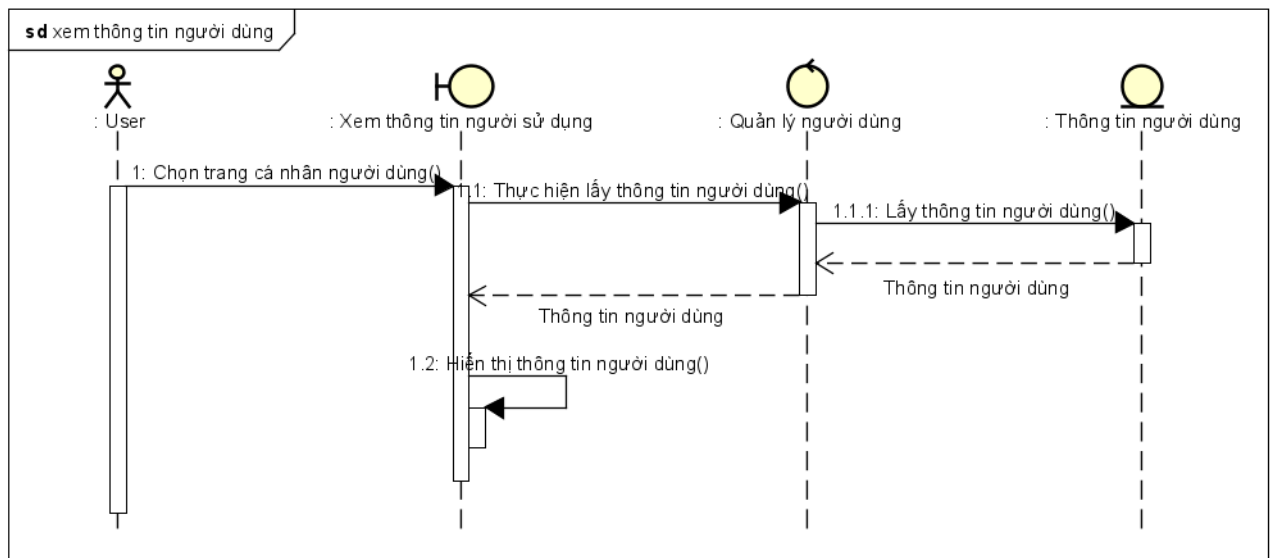 sd xem thông tin người dùng
: User
: Xem thông tin người sử dụng
: Quản lý người dùng
: Thông tin người dùng
1: Chọn trang cá nhân người dùng()
1.1: Thực hiện lấy thông tin người dùng()
1.1.1: Lấy thông tin người dùng()
Thông tin người dùng
Thông tin người dùng
1.2: Hiển thị thông tin người dùng()